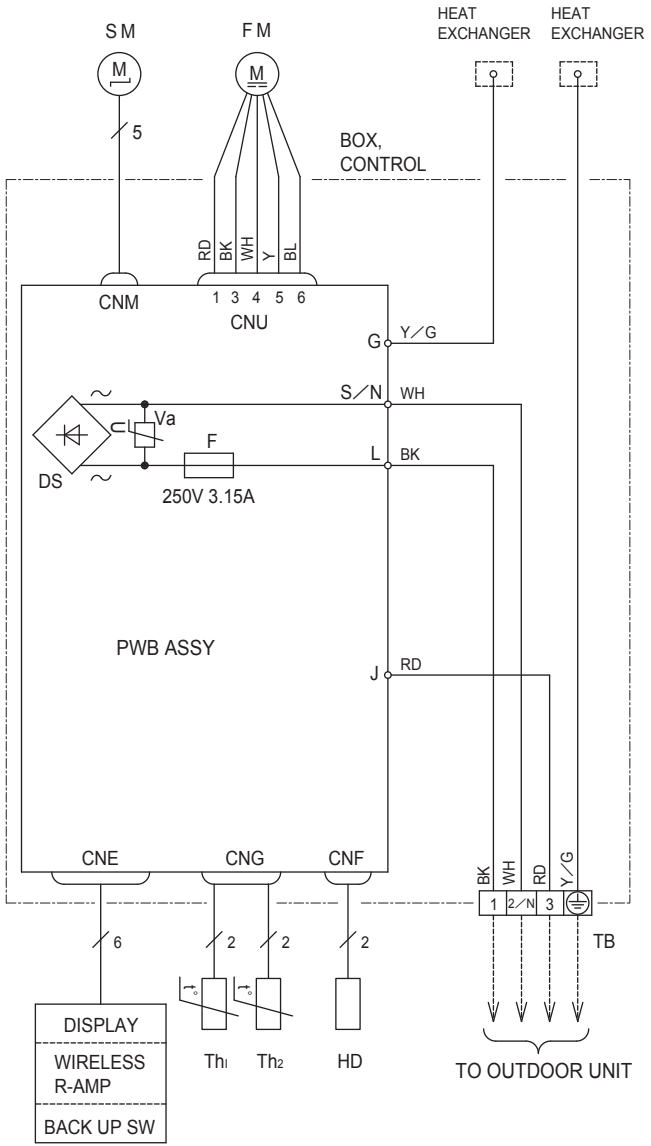 SM
FM
HEAT
EXCHANGER
HEAT
EXCHANGER
M
M
5
BOX,
CONTROL
RD
BK
WH
Y
BL
CNM
1 3 4 5 6
CNU
G
Y/G
S/N
WH
Va
F
L
BK
DS
250V 3.15A
PWB ASSY
J
RD
CNE
CNG
CNF
BK
WH
RD
Y/G
1
2/N
3
TB
6
2
2
2
t°
t°
DISPLAY
WIRELESS
R-AMP
BACK UP SW
Th1
Th2
HD
TO OUTDOOR UNIT